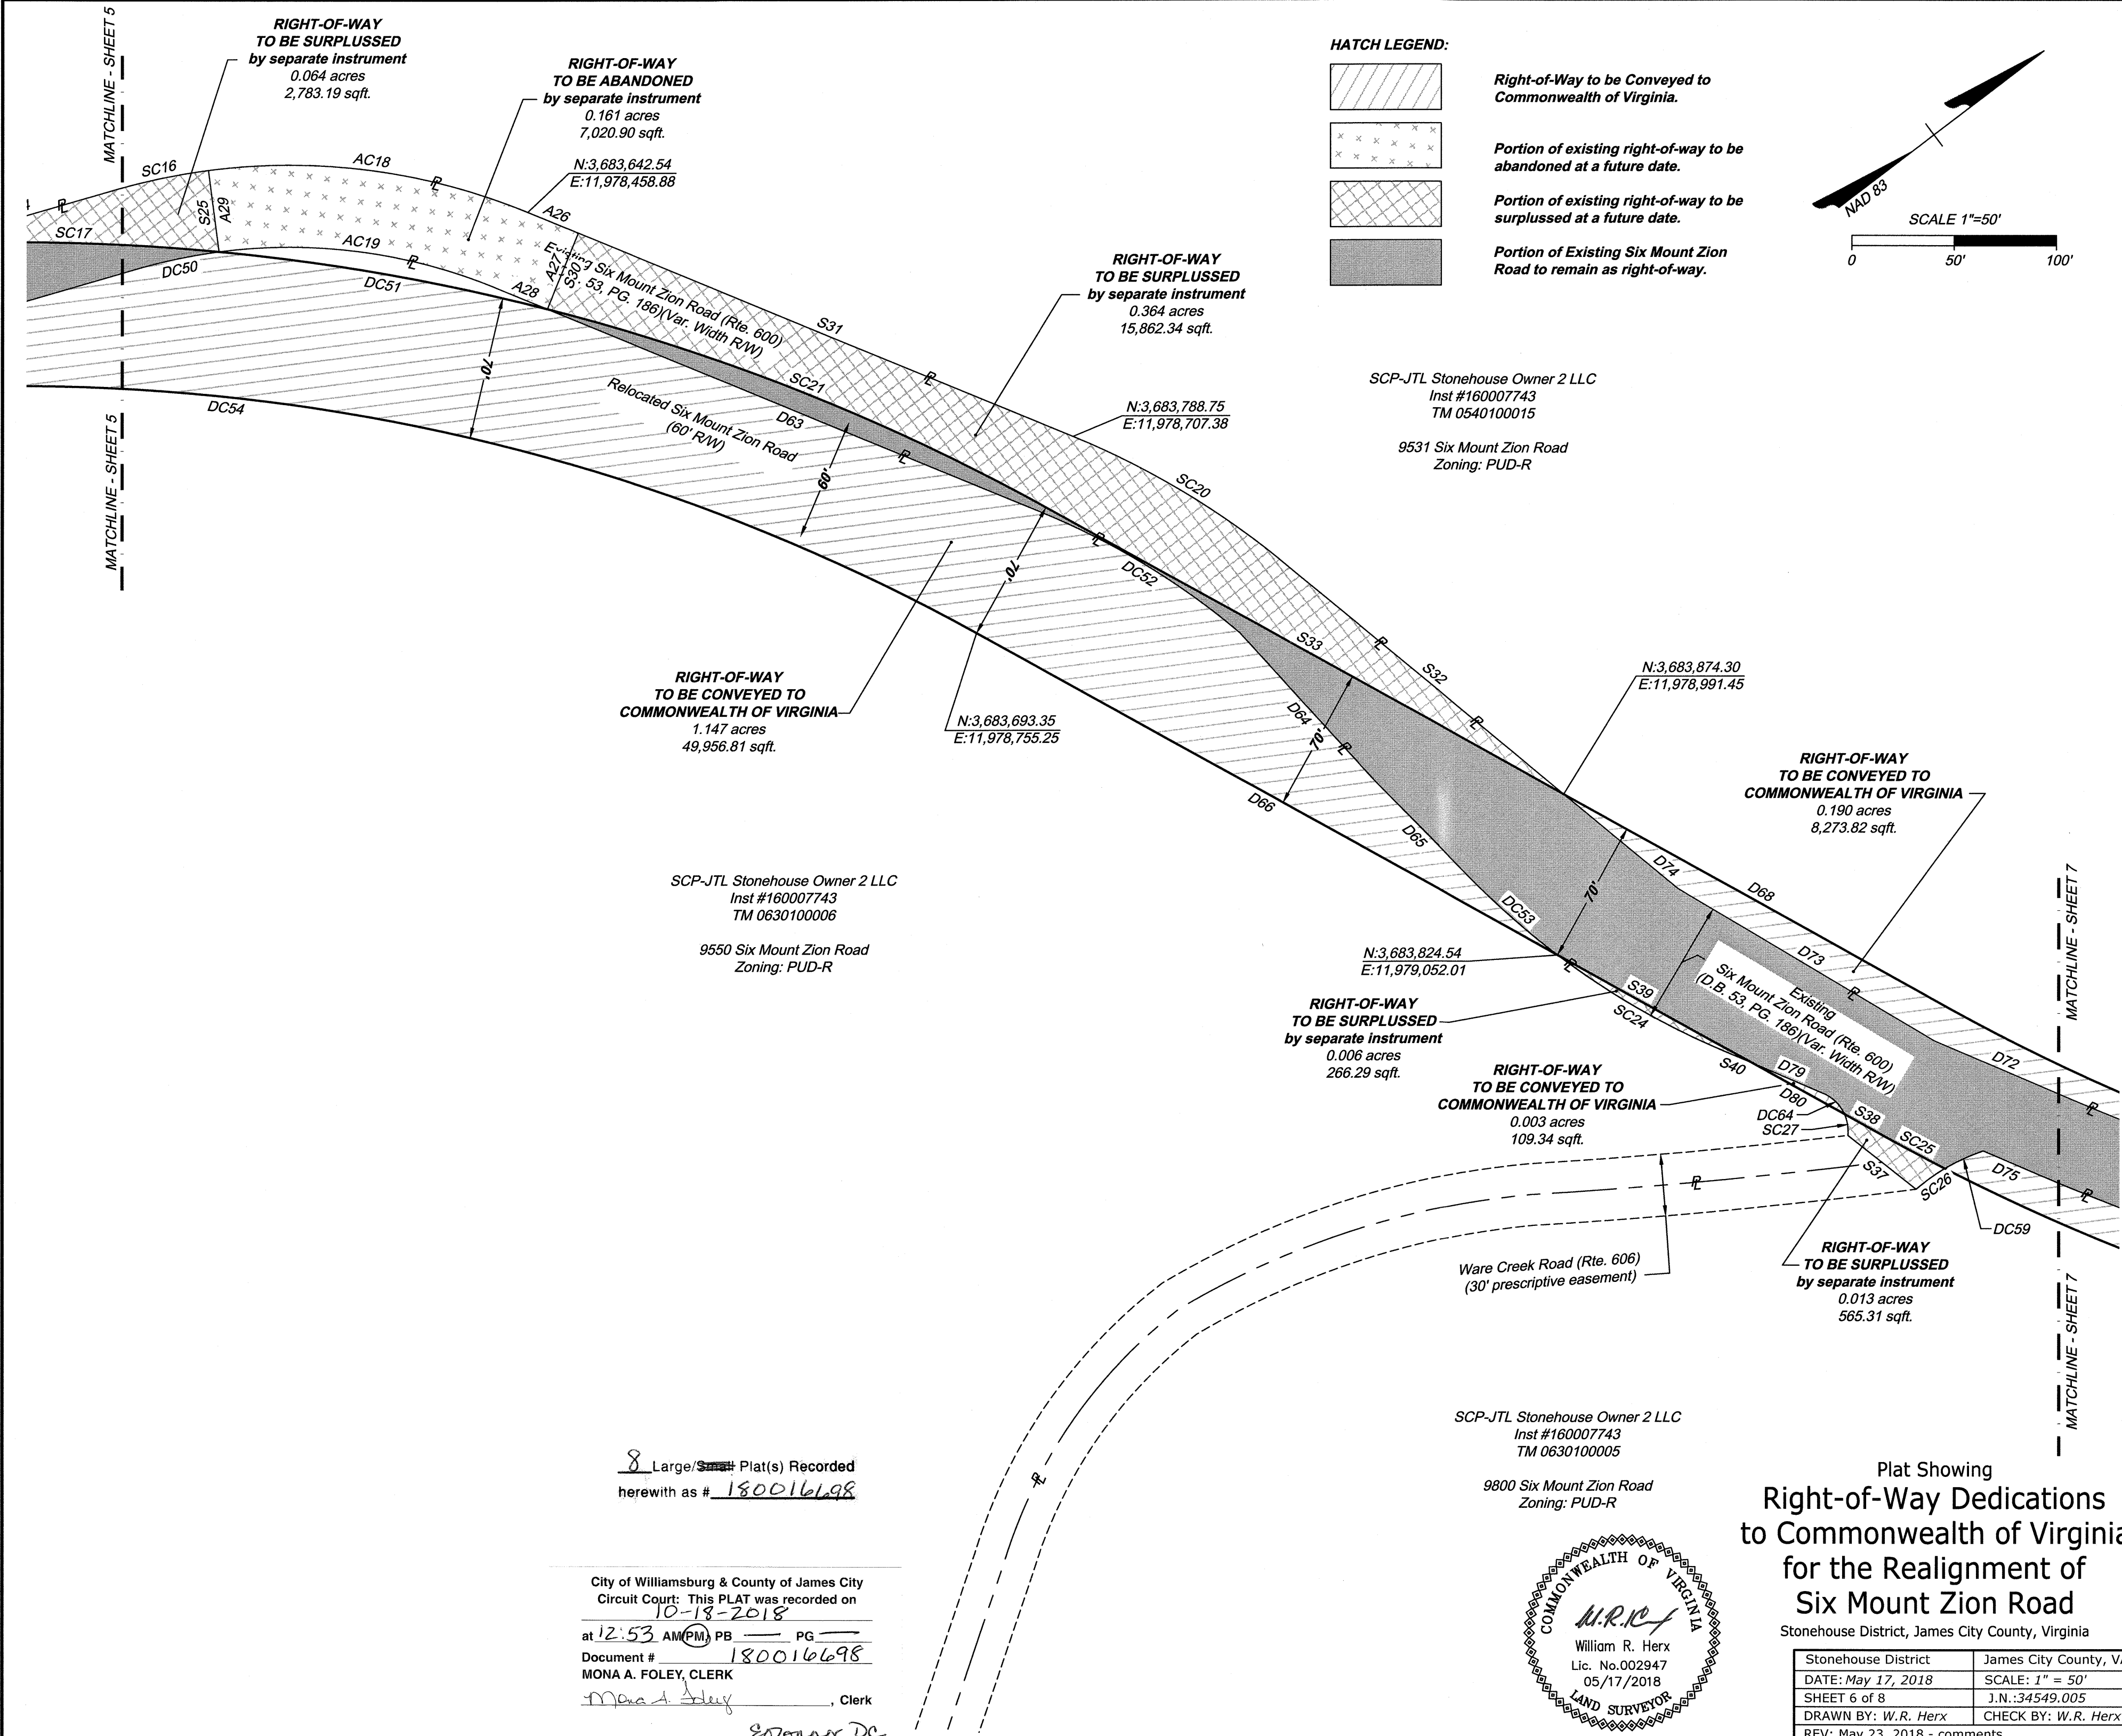 MATCHLINE - SHEET 5
MATCHLINE - SHEET 5
RIGHT-OF-WAY
TO BE SURPLUSSED
by separate instrument
0.064 acres
2,783.19 sqft.
RIGHT-OF-WAY
TO BE ABANDONED
by separate instrument
0.161 acres
7,020.90 sqft.
N:3,683,642.54
E:11,978,458.88
SC16
AC18
S25
A29
SC17
AC19
A26
DC50
DC51
A28
A27
S30
Existing Six Mount Zion Road (Rte. 600)
53, PG. 186)(Var. Width R/W)
S31
SC21
D63
Relocated Six Mount Zion Road
(60' R/W)
DC54
70'
60'
70'
RIGHT-OF-WAY
TO BE SURPLUSSED
by separate instrument
0.364 acres
15,862.34 sqft.
N:3,683,788.75
E:11,978,707.38
SC20
DC52
S33
S32
HATCH LEGEND:
Right-of-Way to be Conveyed to
Commonwealth of Virginia.
Portion of existing right-of-way to be
abandoned at a future date.
Portion of existing right-of-way to be
surplussed at a future date.
Portion of Existing Six Mount Zion
Road to remain as right-of-way.
NAD 83
SCALE 1"=50'
0 50' 100'
SCP-JTL Stonehouse Owner 2 LLC
Inst #160007743
TM 0540100015
9531 Six Mount Zion Road
Zoning: PUD-R
RIGHT-OF-WAY
TO BE CONVEYED TO
COMMONWEALTH OF VIRGINIA
1.147 acres
49,956.81 sqft.
N:3,683,693.35
E:11,978,755.25
N:3,683,874.30
E:11,978,991.45
D64
70'
D66
D65
DC53
70'
D74
D68
D73
RIGHT-OF-WAY
TO BE CONVEYED TO
COMMONWEALTH OF VIRGINIA
0.190 acres
8,273.82 sqft.
MATCHLINE - SHEET 7
MATCHLINE - SHEET 7
SCP-JTL Stonehouse Owner 2 LLC
Inst #160007743
TM 0630100006
9550 Six Mount Zion Road
Zoning: PUD-R
N:3,683,824.54
E:11,979,052.01
RIGHT-OF-WAY
TO BE SURPLUSSED
by separate instrument
0.006 acres
266.29 sqft.
S39
SC24
S40
Existing
Six Mount Zion Road (Rte. 600)
(D.B. 53, PG. 186)(Var. Width R/W)
D72
RIGHT-OF-WAY
TO BE CONVEYED TO
COMMONWEALTH OF VIRGINIA
0.003 acres
109.34 sqft.
D79
D80
DC64
SC27
S38
SC25
S37
SC26
D75
DC59
RIGHT-OF-WAY
TO BE SURPLUSSED
by separate instrument
0.013 acres
565.31 sqft.
Ware Creek Road (Rte. 606)
(30' prescriptive easement)
SCP-JTL Stonehouse Owner 2 LLC
Inst #160007743
TM 0630100005
9800 Six Mount Zion Road
Zoning: PUD-R
8 Large/Small Plat(s) Recorded
herewith as # 180016698
City of Williamsburg & County of James City
Circuit Court: This PLAT was recorded on
10-18-2018
at 12:53 AM/PM, PB — PG —
Document # 180016698
MONA A. FOLEY, CLERK
Mona A. Foley, Clerk
COMMONWEALTH OF VIRGINIA
William R. Herx
Lic. No.002947
05/17/2018
LAND SURVEYOR
Plat Showing
Right-of-Way Dedications
to Commonwealth of Virginia
for the Realignment of
Six Mount Zion Road
Stonehouse District, James City County, Virginia
Stonehouse District James City County, VA
DATE: May 17, 2018 SCALE: 1" = 50'
SHEET 6 of 8 J.N.:34549.005
DRAWN BY: W.R. Herx CHECK BY: W.R. Herx
REV: May 23, 2018 - comments